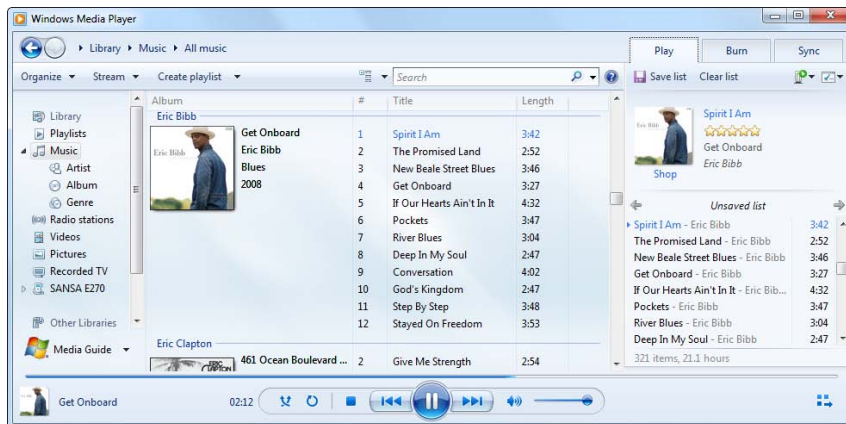 Windows Media Player
Library ▸ Music ▸ All music
Play Burn Sync
Organize Stream Create playlist Search Save list Clear list
Library
Playlists
Music
Artist
Album
Genre
Radio stations
Videos
Pictures
Recorded TV
SANSA E270
Other Libraries
Media Guide
Album # Title Length
Eric Bibb
Eric Bibb
Get Onboard
Eric Bibb
Blues
2008
1 Spirit I Am 3:42
2 The Promised Land 2:52
3 New Beale Street Blues 3:46
4 Get Onboard 3:27
5 If Our Hearts Ain't In It 4:32
6 Pockets 3:47
7 River Blues 3:04
8 Deep In My Soul 2:47
9 Conversation 4:02
10 God's Kingdom 2:47
11 Step By Step 3:48
12 Stayed On Freedom 3:53
Eric Clapton
461 Ocean Boulevard ... 2 Give Me Strength 2:54
Eric Bibb
Spirit I Am
Get Onboard
Eric Bibb
Shop
Unsaved list
Spirit I Am - Eric Bibb 3:42
The Promised Land - Eric Bibb 2:52
New Beale Street Blues - Eric Bibb 3:46
Get Onboard - Eric Bibb 3:27
If Our Hearts Ain't In It - Eric Bib... 4:32
Pockets - Eric Bibb 3:47
River Blues - Eric Bibb 3:04
Deep In My Soul - Eric Bibb 2:47
321 items, 21.1 hours
Get Onboard 02:12